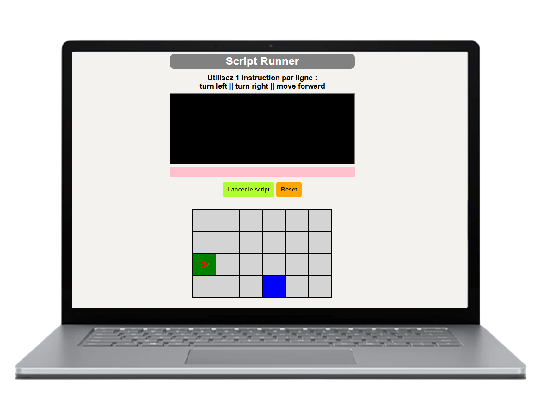 Script Runner
Utilisez 1 instruction par ligne :
turn left || turn right || move forward
Lancer le script
Reset